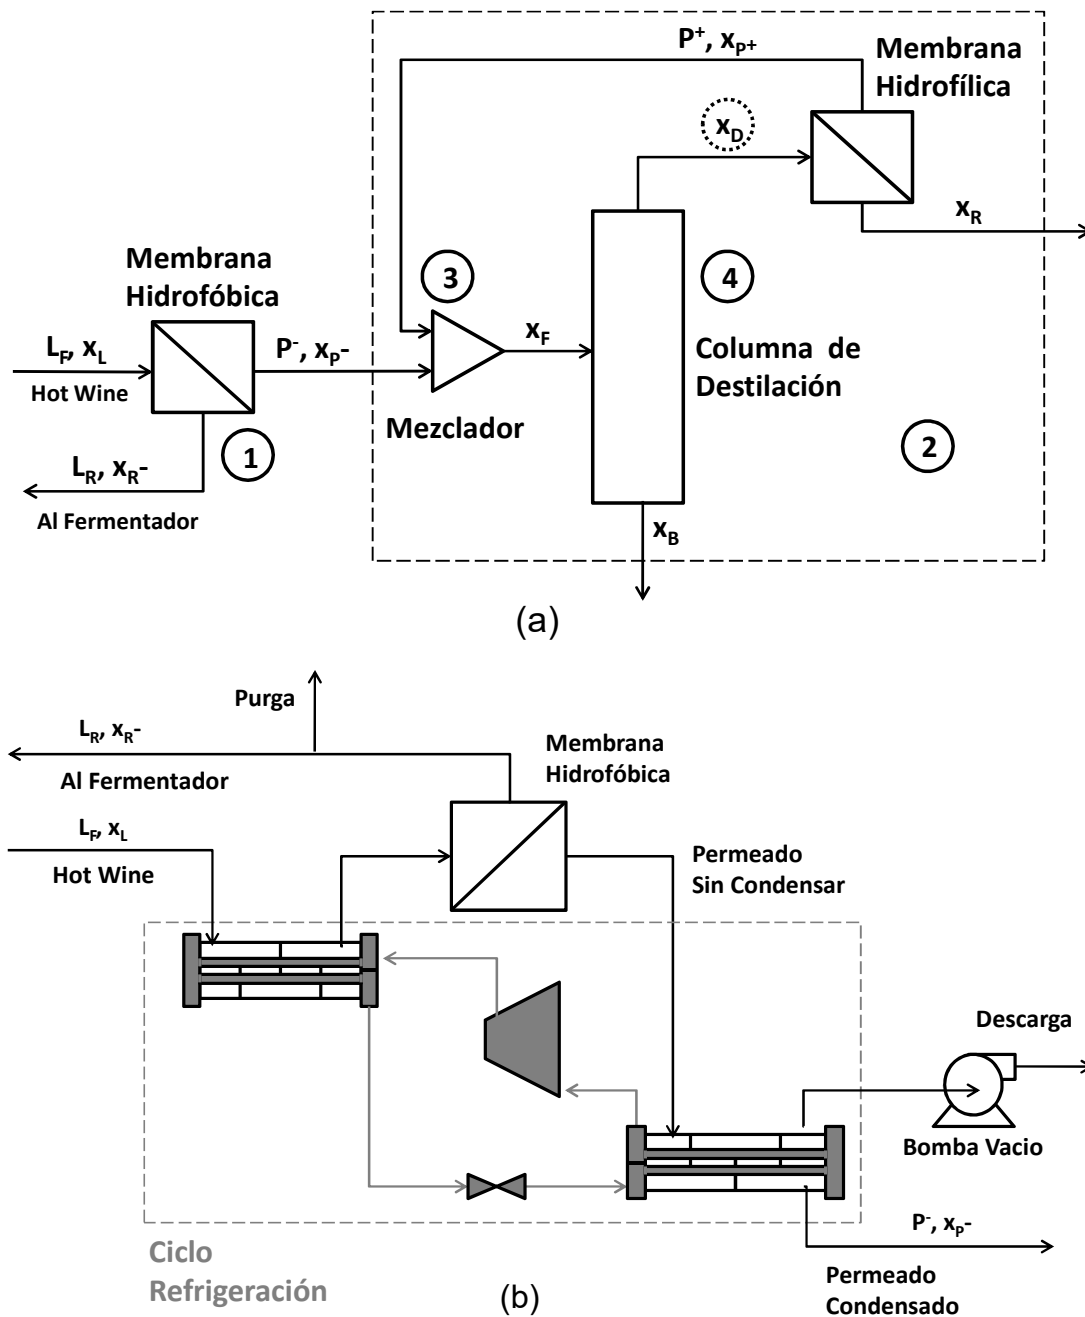 P⁺, x_P+
Membrana
Hidrofílica
x_D
x_R
Membrana
Hidrofóbica
3
4
x_F
L_F, x_L
P⁻, x_P-
Columna de
Destilación
Hot Wine
Mezclador
1
2
L_R, x_R-
Al Fermentador
x_B
(a)
Purga
L_R, x_R-
Membrana
Hidrofóbica
Al Fermentador
L_F, x_L
Hot Wine
Permeado
Sin Condensar
Descarga
Bomba Vacio
P⁻, x_P-
Ciclo
Refrigeración
Permeado
Condensado
(b)